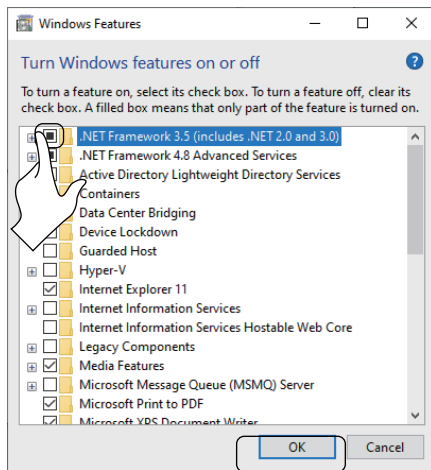 Windows Features
Turn Windows features on or off
To turn a feature on, select its check box. To turn a feature off, clear its
check box. A filled box means that only part of the feature is turned on.
.NET Framework 3.5 (includes .NET 2.0 and 3.0)
.NET Framework 4.8 Advanced Services
Active Directory Lightweight Directory Services
Containers
Data Center Bridging
Device Lockdown
Guarded Host
Hyper-V
Internet Explorer 11
Internet Information Services
Internet Information Services Hostable Web Core
Legacy Components
Media Features
Microsoft Message Queue (MSMQ) Server
Microsoft Print to PDF
Microsoft XPS Document Writer
OK Cancel